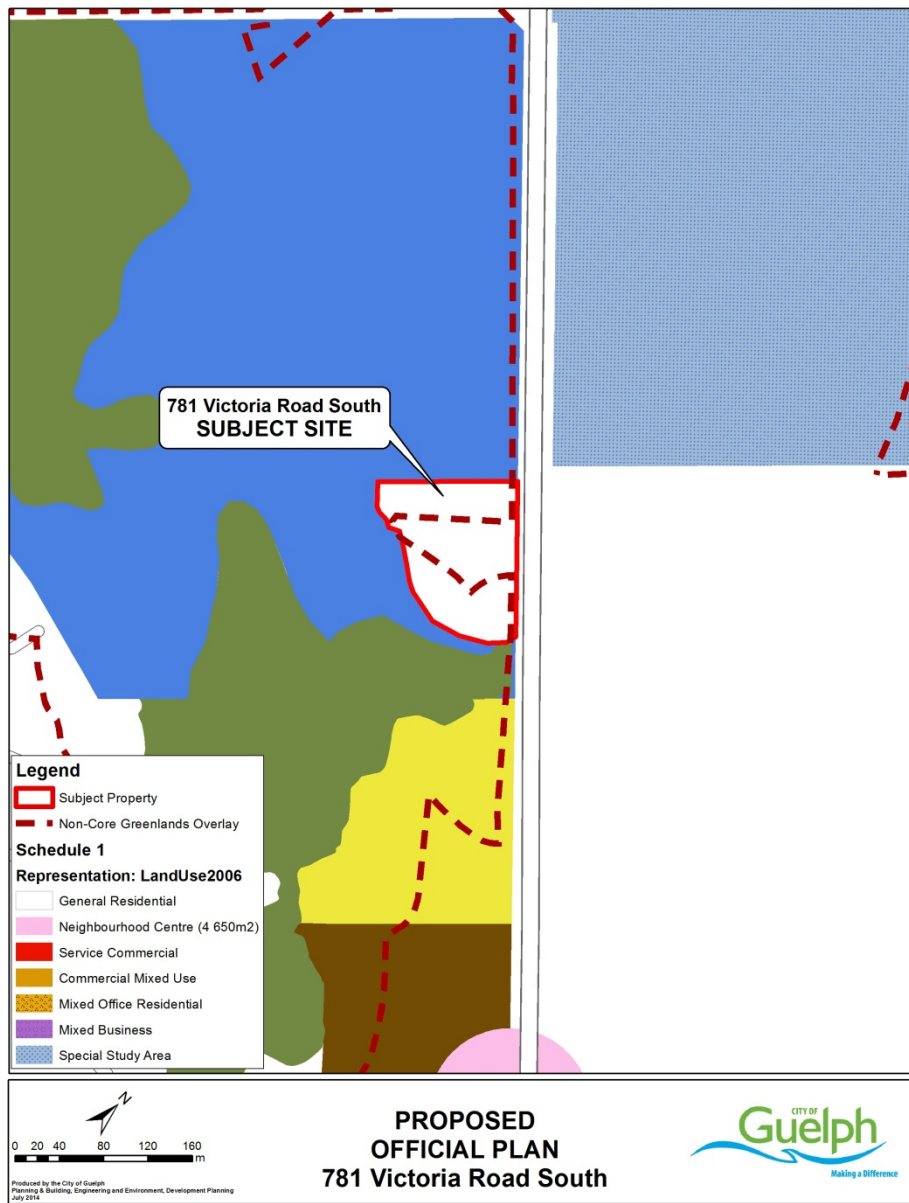 781 Victoria Road South
SUBJECT SITE
Legend
Subject Property
Non-Core Greenlands Overlay
Schedule 1
Representation: LandUse2006
General Residential
Neighbourhood Centre (4 650m2)
Service Commercial
Commercial Mixed Use
Mixed Office Residential
Mixed Business
Special Study Area
N
0 20 40 80 120 160
m
Produced by the City of Guelph
Planning & Building, Engineering and Environment, Development Planning
July 2014
PROPOSED
OFFICIAL PLAN
781 Victoria Road South
CITY OF
Guelph
Making a Difference